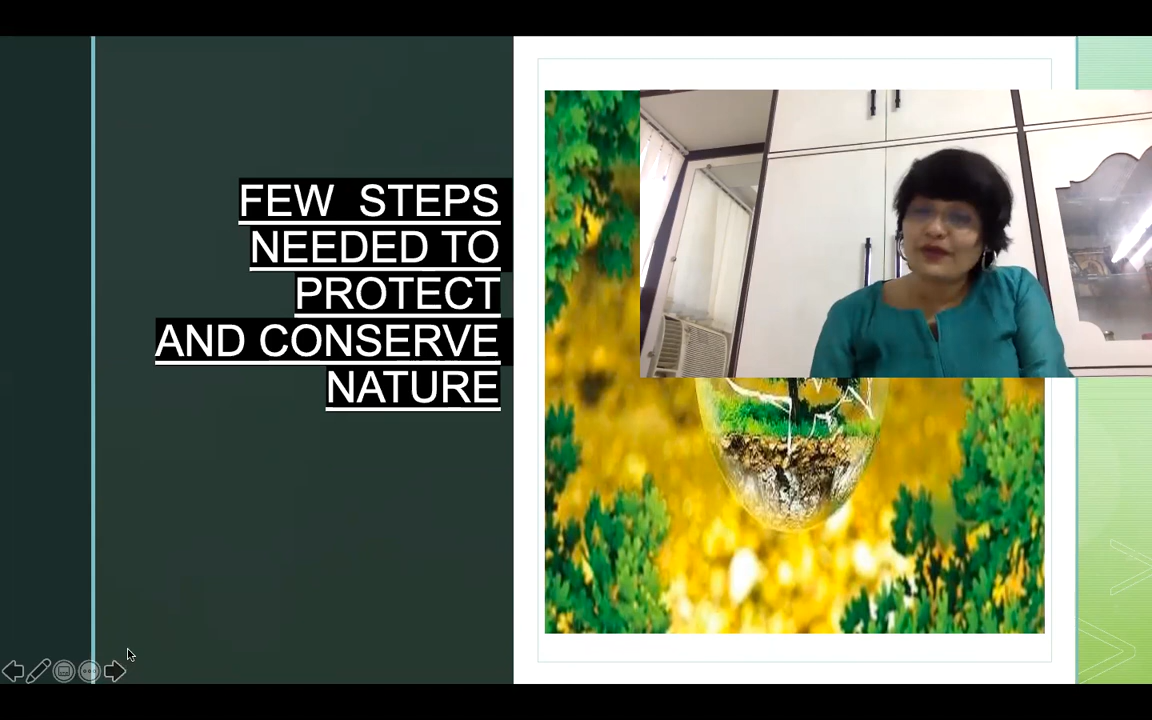 FEW STEPS
NEEDED TO
PROTECT
AND CONSERVE
NATURE